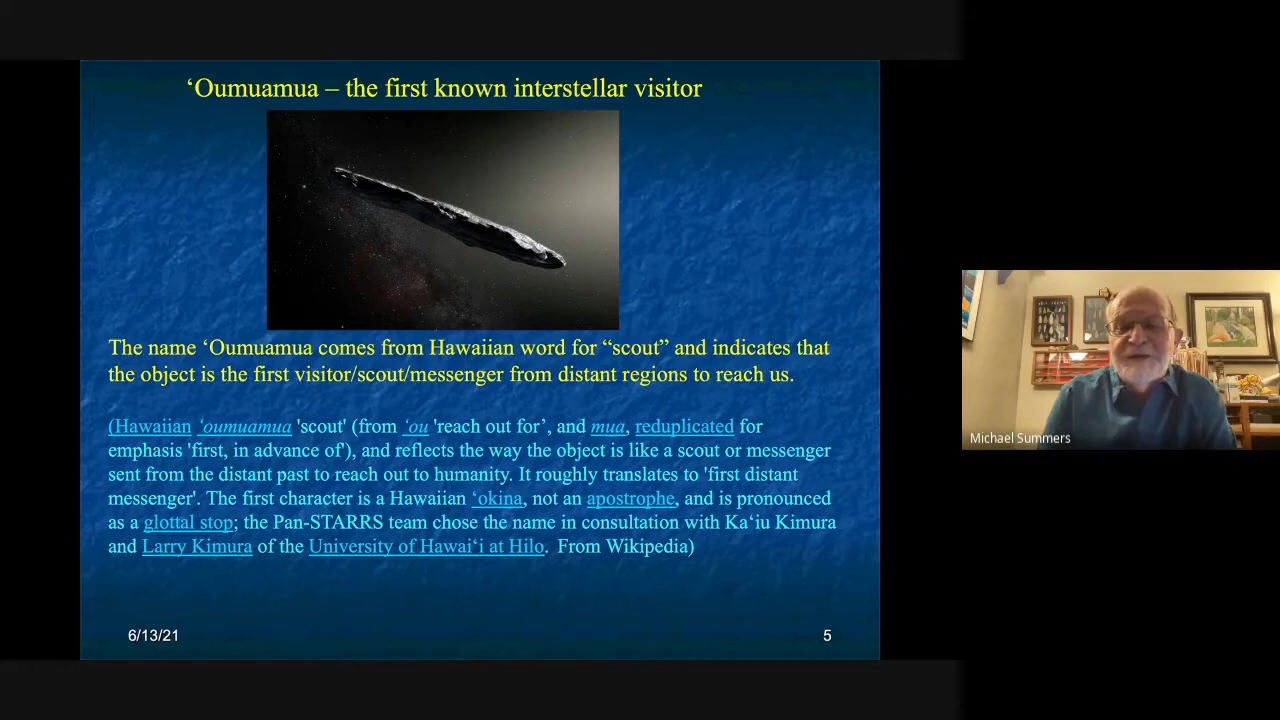 ‘Oumuamua – the first known interstellar visitor
The name ‘Oumuamua comes from Hawaiian word for “scout” and indicates that
the object is the first visitor/scout/messenger from distant regions to reach us.
(Hawaiian ʻoumuamua 'scout' (from ʻou 'reach out for’, and mua, reduplicated for
emphasis 'first, in advance of'), and reflects the way the object is like a scout or messenger
sent from the distant past to reach out to humanity. It roughly translates to 'first distant
messenger'. The first character is a Hawaiian ʻokina, not an apostrophe, and is pronounced
as a glottal stop; the Pan-STARRS team chose the name in consultation with Kaʻiu Kimura
and Larry Kimura of the University of Hawaiʻi at Hilo.  From Wikipedia)
6/13/21
5
Michael Summers